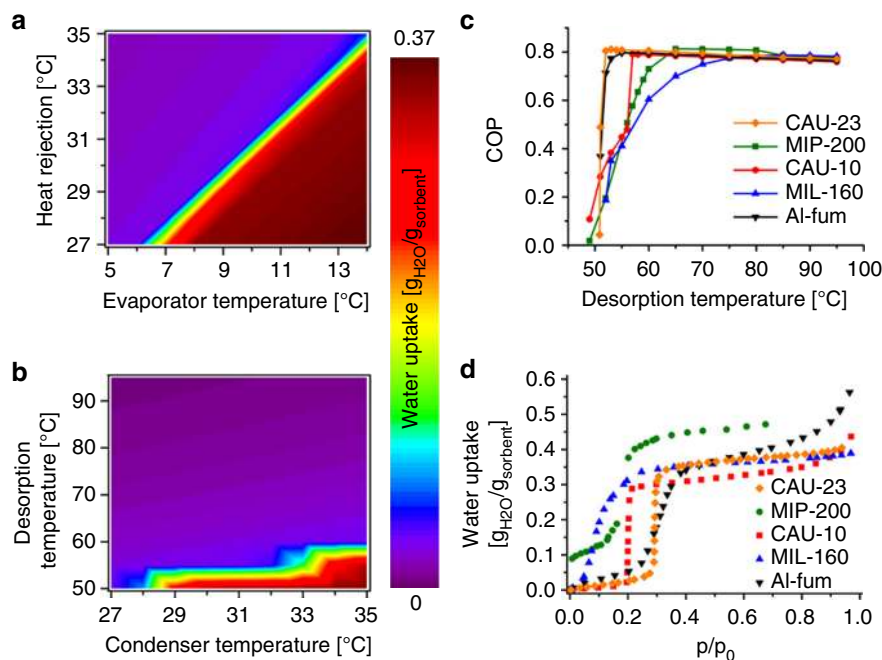 a
Heat rejection [°C]
35
33
31
29
27
5
7
9
11
13
Evaporator temperature [°C]
b
Desorption
temperature [°C]
90
80
70
60
50
27
29
31
33
35
Condenser temperature [°C]
0.37
Water uptake [gH2O/gsorbent]
0
c
COP
1.0
0.8
0.6
0.4
0.2
0.0
50
60
70
80
90
100
Desorption temperature [°C]
CAU-23
MIP-200
CAU-10
MIL-160
Al-fum
d
Water uptake
[gH2O/gsorbent]
0.6
0.5
0.4
0.3
0.2
0.1
0.0
0.0
0.2
0.4
0.6
0.8
1.0
p/p0
CAU-23
MIP-200
CAU-10
MIL-160
Al-fum